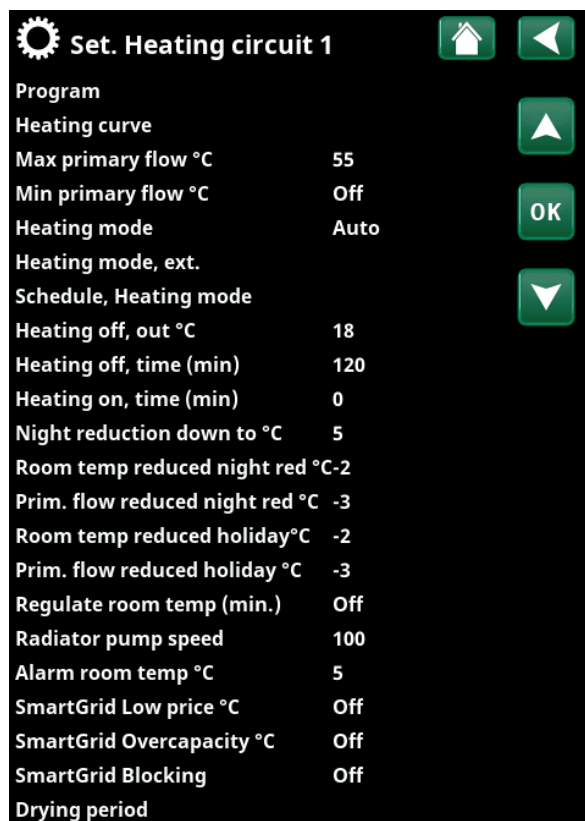 Set. Heating circuit 1
Program
Heating curve
Max primary flow °C 55
Min primary flow °C Off
OK
Heating mode Auto
Heating mode, ext.
Schedule, Heating mode
Heating off, out °C 18
Heating off, time (min) 120
Heating on, time (min) 0
Night reduction down to °C 5
Room temp reduced night red °C-2
Prim. flow reduced night red °C -3
Room temp reduced holiday°C -2
Prim. flow reduced holiday °C -3
Regulate room temp (min.) Off
Radiator pump speed 100
Alarm room temp °C 5
SmartGrid Low price °C Off
SmartGrid Overcapacity °C Off
SmartGrid Blocking Off
Drying period